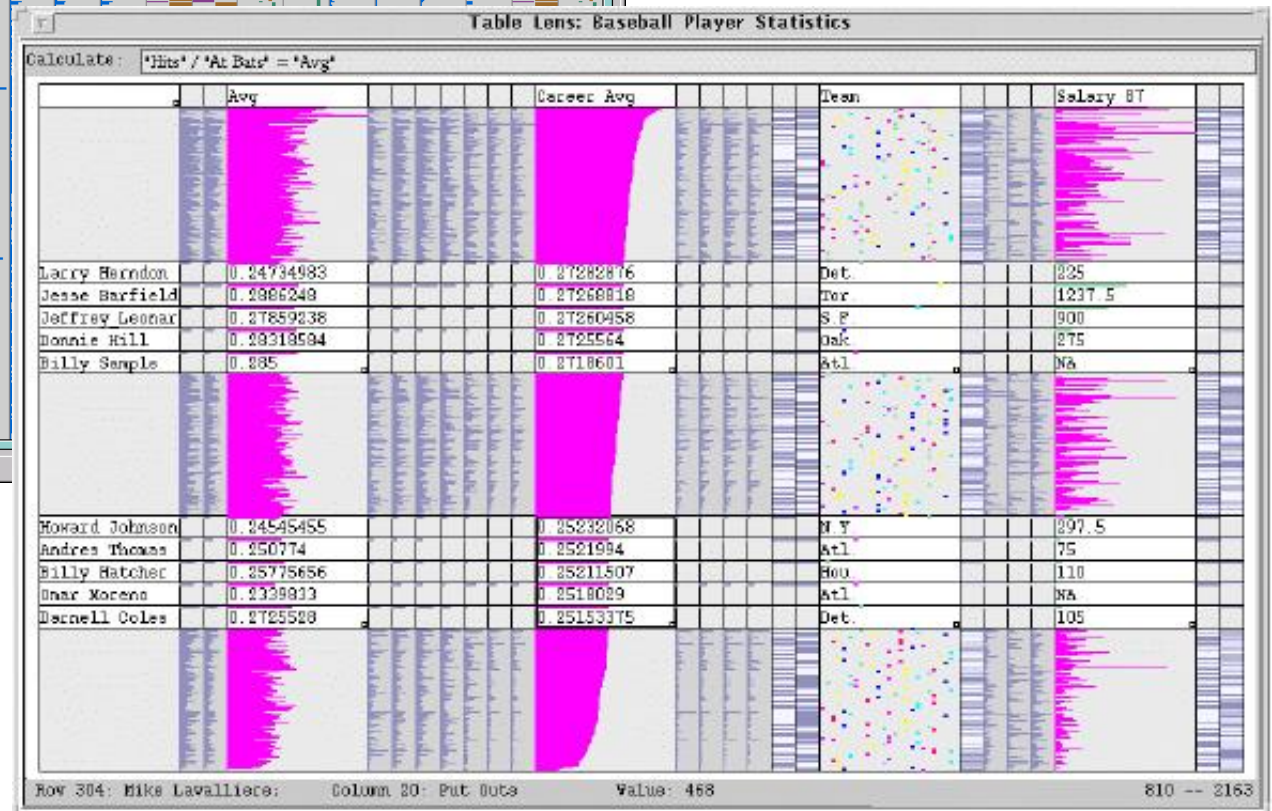 Table Lens: Baseball Player Statistics
Calculate: "Hits" / "At Bats" = "Avg"
Avg Career Avg Team Salary 87
Larry Herndon 0.24734983 0.27282876 Det. 225
Jesse Barfield 0.2886248 0.27268818 Tor. 1237.5
Jeffrey Leonar 0.27859238 0.27260458 S.F. 900
Donnie Hill 0.28318584 0.2725564 Oak. 275
Billy Sample 0.285 0.2718601 Atl. NA
Howard Johnson 0.24545455 0.25232068 N.Y. 297.5
Andres Thomas 0.250774 0.2521994 Atl. 75
Billy Hatcher 0.25775656 0.25211507 Hou. 110
Omar Moreno 0.2339833 0.2518029 Atl. NA
Darnell Coles 0.2725528 0.25153375 Det. 105
Row 304: Mike Lavalliere: Column 20: Put Outs Value: 468 810 -- 2163